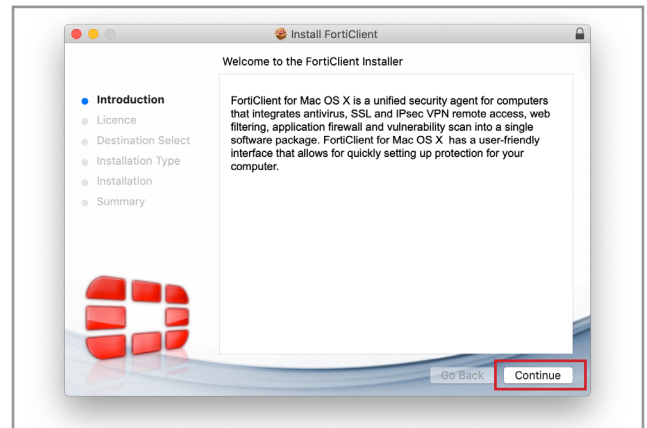 Install FortiClient
Welcome to the FortiClient Installer
Introduction
Licence
Destination Select
Installation Type
Installation
Summary
FortiClient for Mac OS X is a unified security agent for computers
that integrates antivirus, SSL and IPsec VPN remote access, web
filtering, application firewall and vulnerability scan into a single
software package. FortiClient for Mac OS X  has a user-friendly
interface that allows for quickly setting up protection for your
computer.
Go Back
Continue